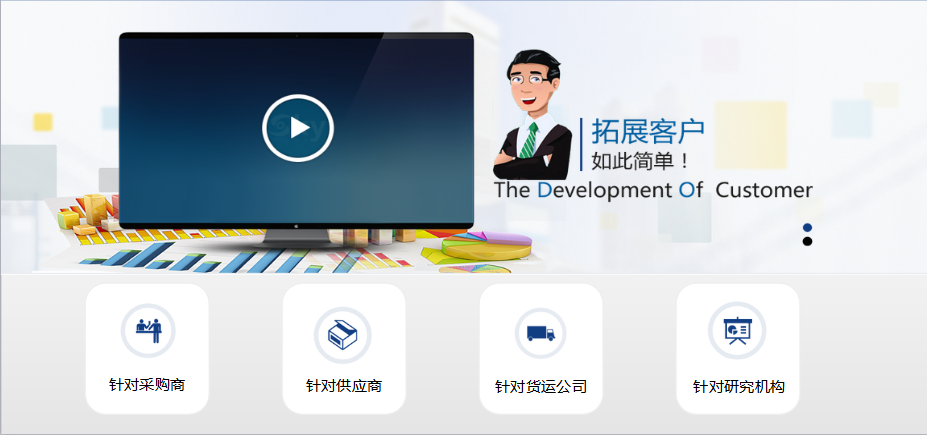 拓展客户
如此简单！
The Development Of Customer
针对采购商
针对供应商
针对货运公司
针对研究机构